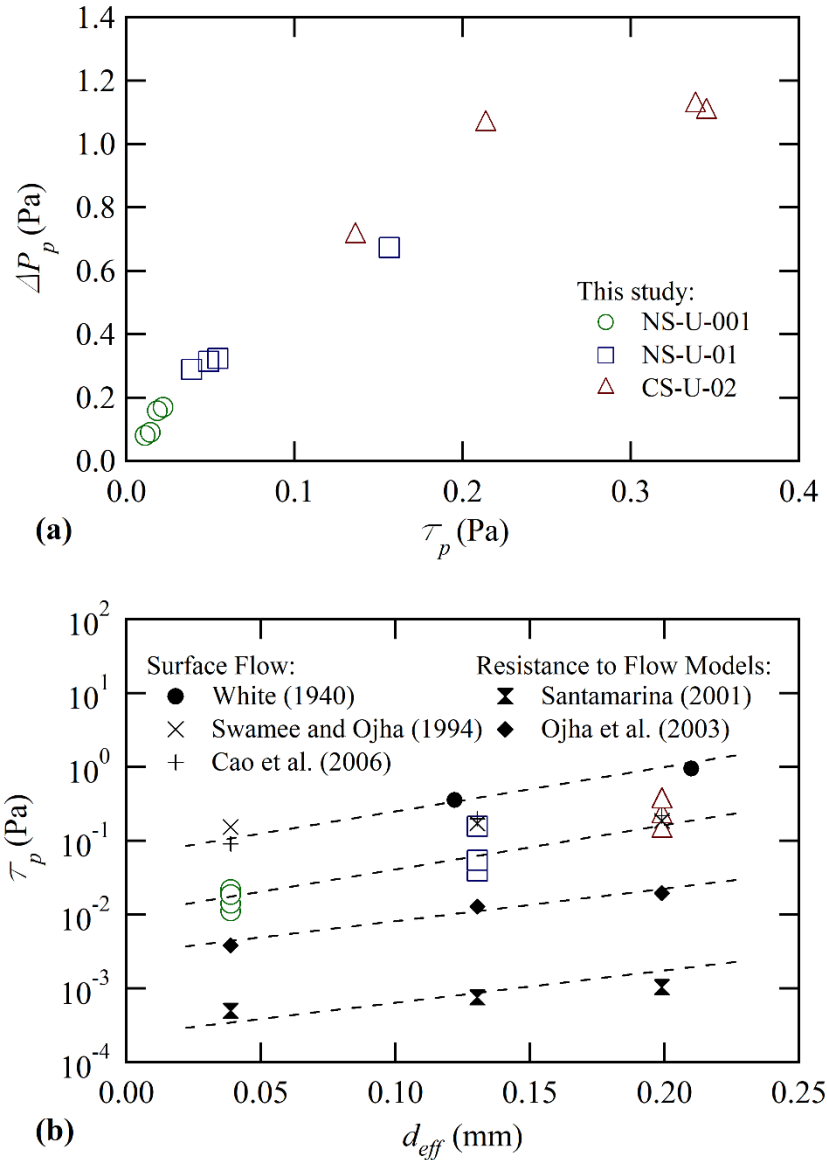 1.4
1.2
1.0
0.8
0.6
0.4
0.2
0.0
ΔP_p (Pa)
This study:
NS-U-001
NS-U-01
CS-U-02
0.0 0.1 0.2 0.3 0.4
(a) τ_p (Pa)
10^2
10^1
10^0
10^-1
10^-2
10^-3
10^-4
τ_p (Pa)
Surface Flow:
White (1940)
Swamee and Ojha (1994)
Cao et al. (2006)
Resistance to Flow Models:
Santamarina (2001)
Ojha et al. (2003)
0.00 0.05 0.10 0.15 0.20 0.25
(b) d_eff (mm)